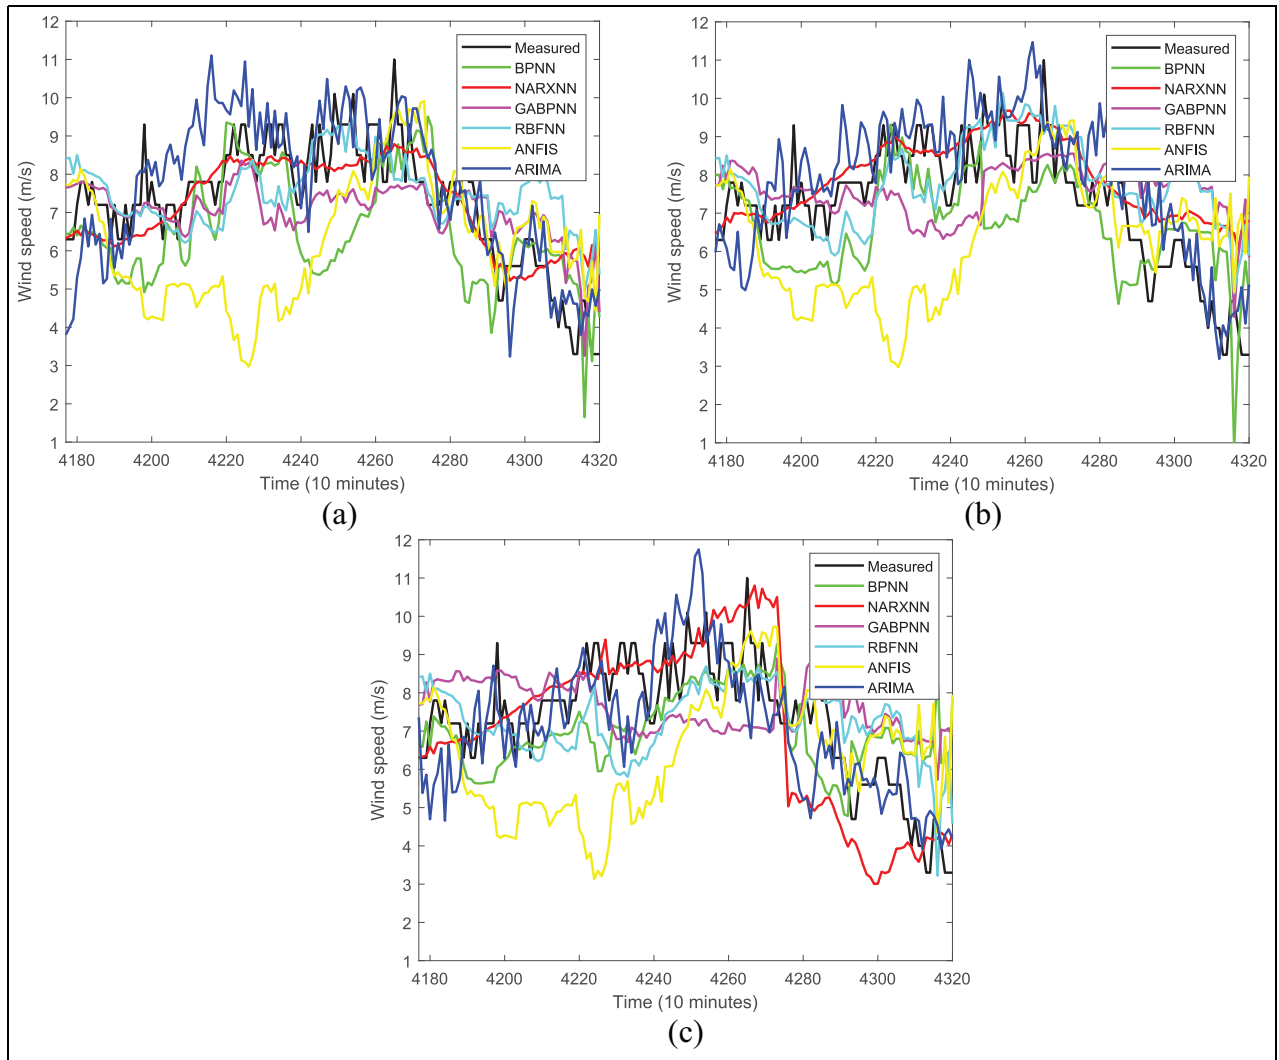 12
11
10
9
8
7
6
5
4
3
2
1
Wind speed (m/s)
Measured
BPNN
NARXNN
GABPNN
RBFNN
ANFIS
ARIMA
4180 4200 4220 4240 4260 4280 4300 4320
Time (10 minutes)
(a)
12
11
10
9
8
7
6
5
4
3
2
1
Wind speed (m/s)
Measured
BPNN
NARXNN
GABPNN
RBFNN
ANFIS
ARIMA
4180 4200 4220 4240 4260 4280 4300 4320
Time (10 minutes)
(b)
12
11
10
9
8
7
6
5
4
3
2
1
Wind speed (m/s)
Measured
BPNN
NARXNN
GABPNN
RBFNN
ANFIS
ARIMA
4180 4200 4220 4240 4260 4280 4300 4320
Time (10 minutes)
(c)